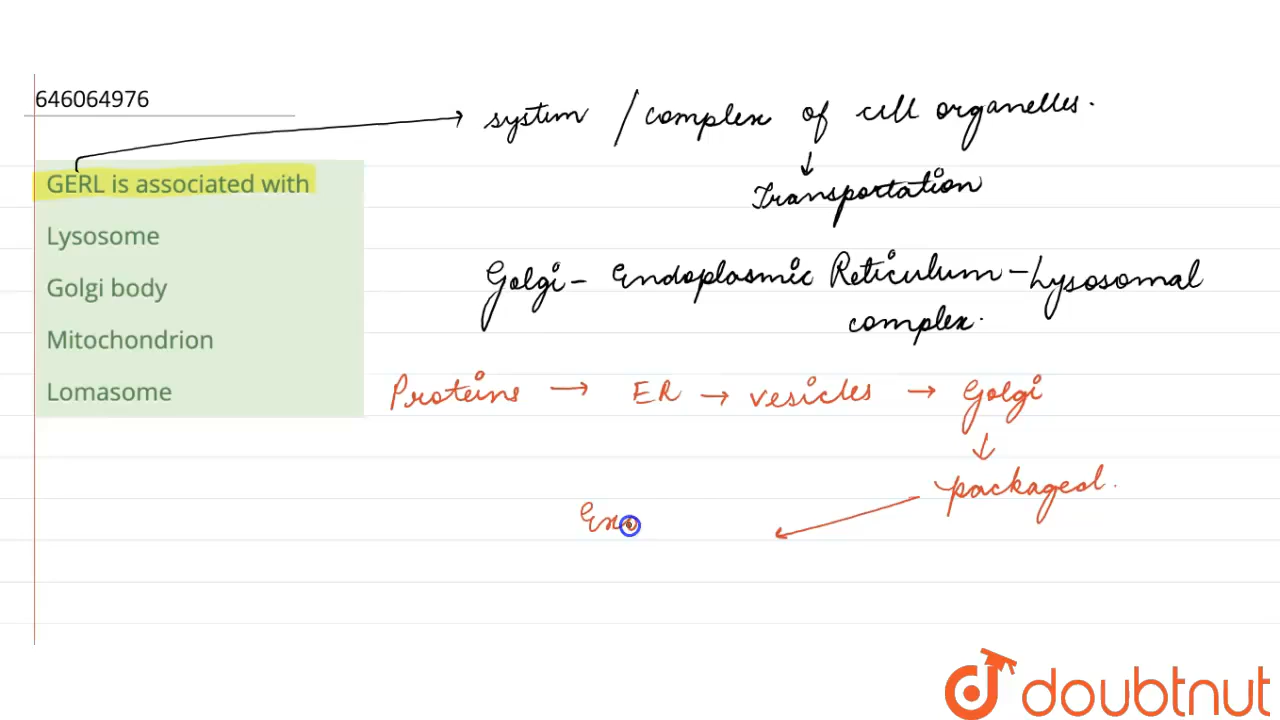 646064976
system / complex of cell organelles.
GERL is associated with
Transportation
Lysosome
Golgi - Endoplasmic Reticulum - Lysosomal
complex.
Golgi body
Mitochondrion
Lomasome
Proteins → ER → vesicles → Golgi
↓
packaged.
Exo
doubtnut